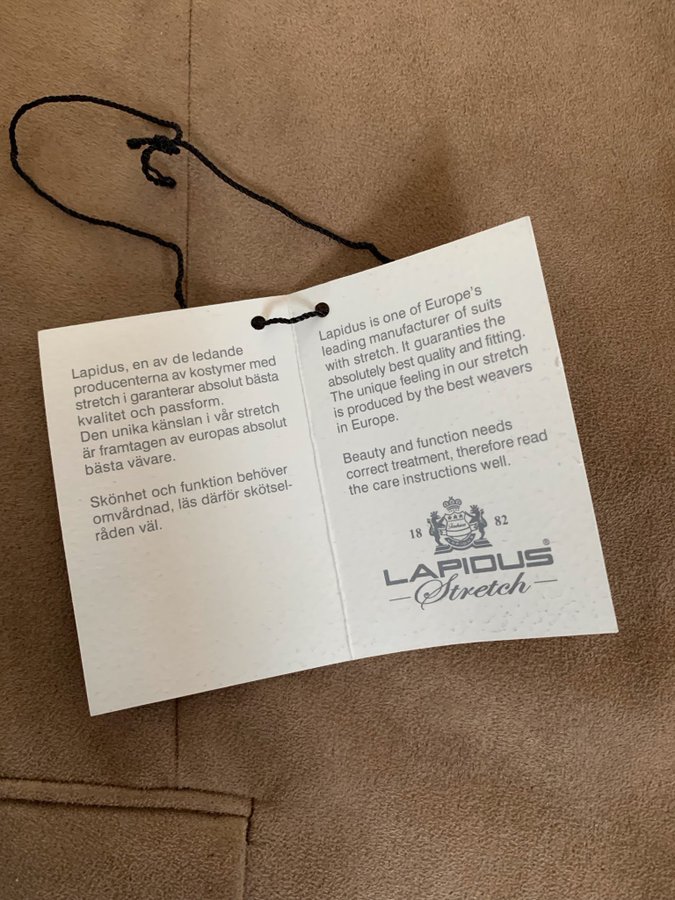 Lapidus, en av de ledande
producenterna av kostymer med
stretch i garanterar absolut bästa
kvalitet och passform.
Den unika känslan i vår stretch
är framtagen av europas absolut
bästa vävare.
Skönhet och funktion behöver
omvårdnad, läs därför skötsel-
råden väl.
Lapidus is one of Europe's
leading manufacturer of suits
with stretch. It guaranties the
absolutely best quality and fitting.
The unique feeling in our stretch
is produced by the best weavers
in Europe.
Beauty and function needs
correct treatment, therefore read
the care instructions well.
18 82
LAPIDUS®
Stretch